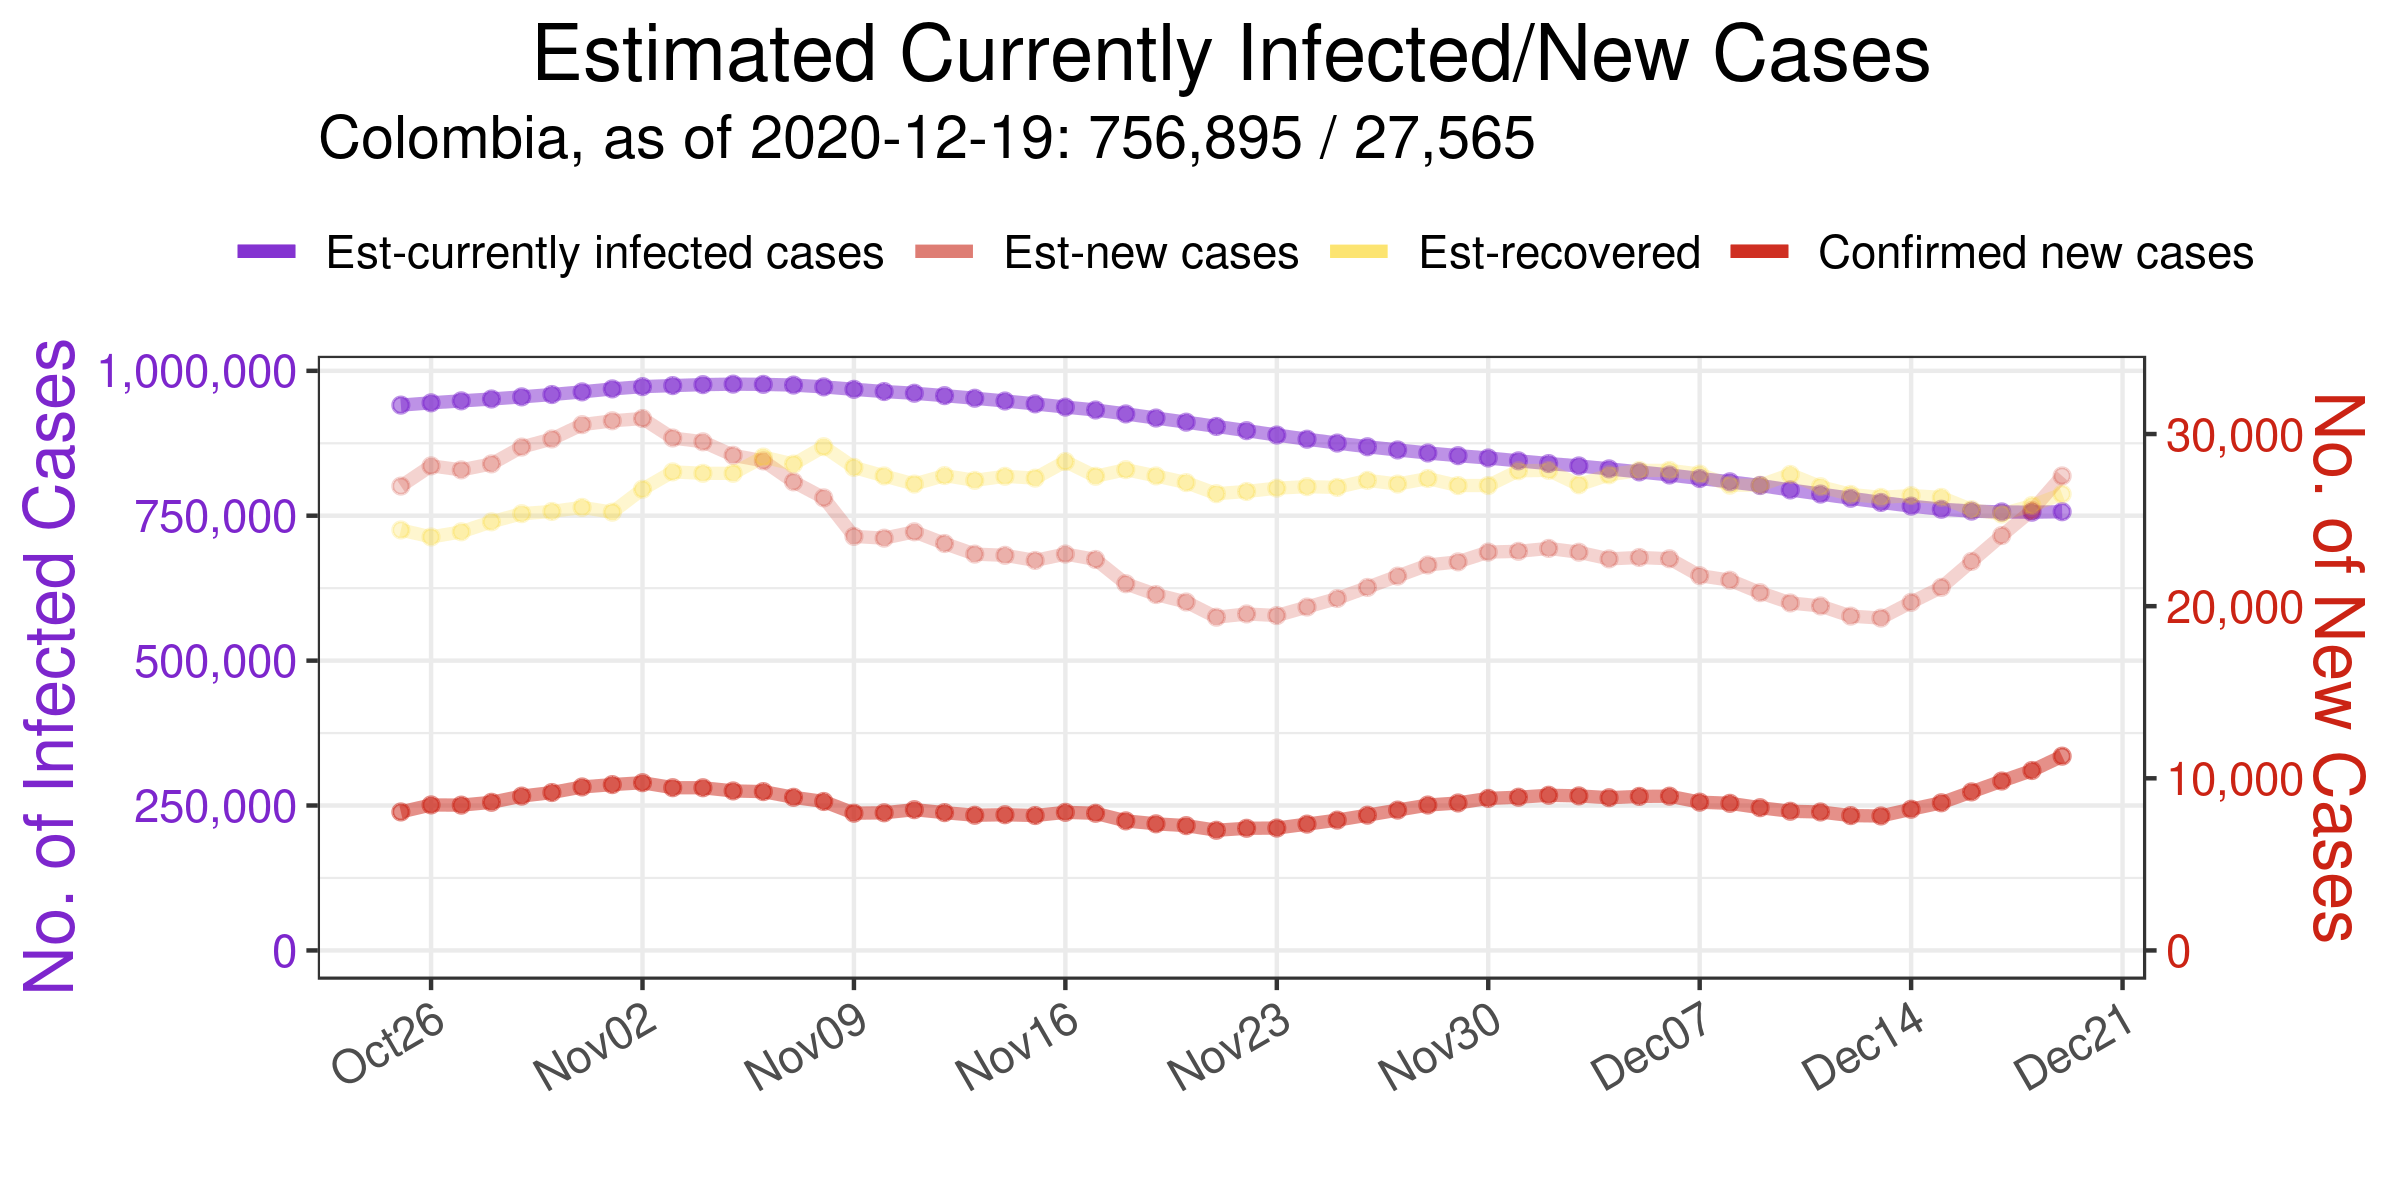 Estimated Currently Infected/New Cases
Colombia, as of 2020-12-19: 756,895 / 27,565
Est-currently infected cases Est-new cases Est-recovered Confirmed new cases
No. of Infected Cases
1,000,000
750,000
500,000
250,000
0
30,000
20,000
10,000
0
No. of New Cases
Oct26 Nov02 Nov09 Nov16 Nov23 Nov30 Dec07 Dec14 Dec21